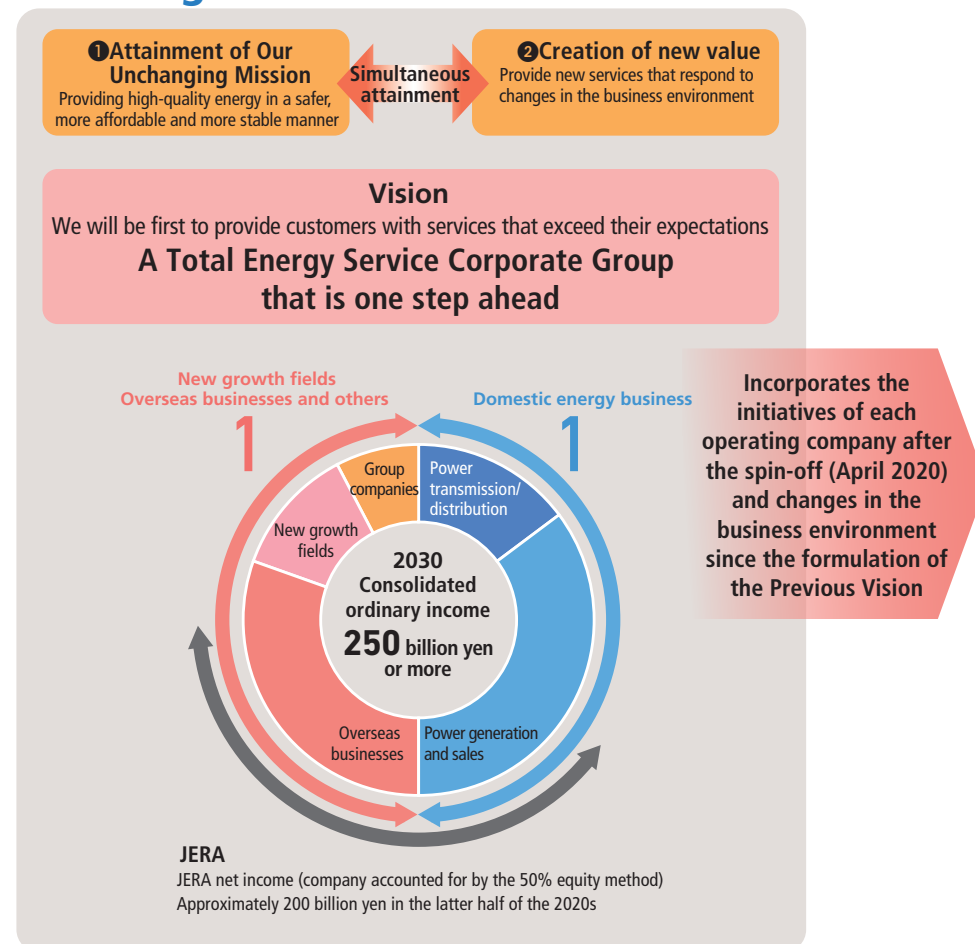 ❶Attainment of Our
Unchanging Mission
Providing high-quality energy in a safer,
more affordable and more stable manner
Simultaneous
attainment
❷Creation of new value
Provide new services that respond to
changes in the business environment
Vision
We will be first to provide customers with services that exceed their expectations
A Total Energy Service Corporate Group
that is one step ahead
New growth fields
Overseas businesses and others
1
Domestic energy business
1
Group
companies
Power
transmission/
distribution
New growth
fields
2030
Consolidated
ordinary income
250 billion yen
or more
Overseas
businesses
Power generation
and sales
Incorporates the
initiatives of each
operating company after
the spin-off (April 2020)
and changes in the
business environment
since the formulation of
the Previous Vision
JERA
JERA net income (company accounted for by the 50% equity method)
Approximately 200 billion yen in the latter half of the 2020s